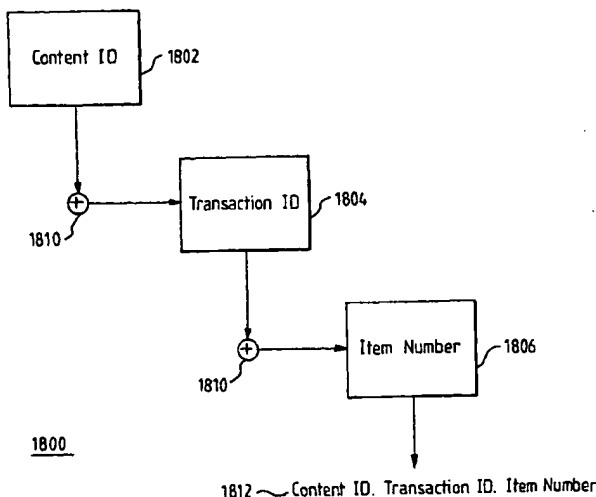 Content ID
1802
Transaction ID
1804
1810
Item Number
1806
1810
1800
1812 Content ID, Transaction ID, Item Number